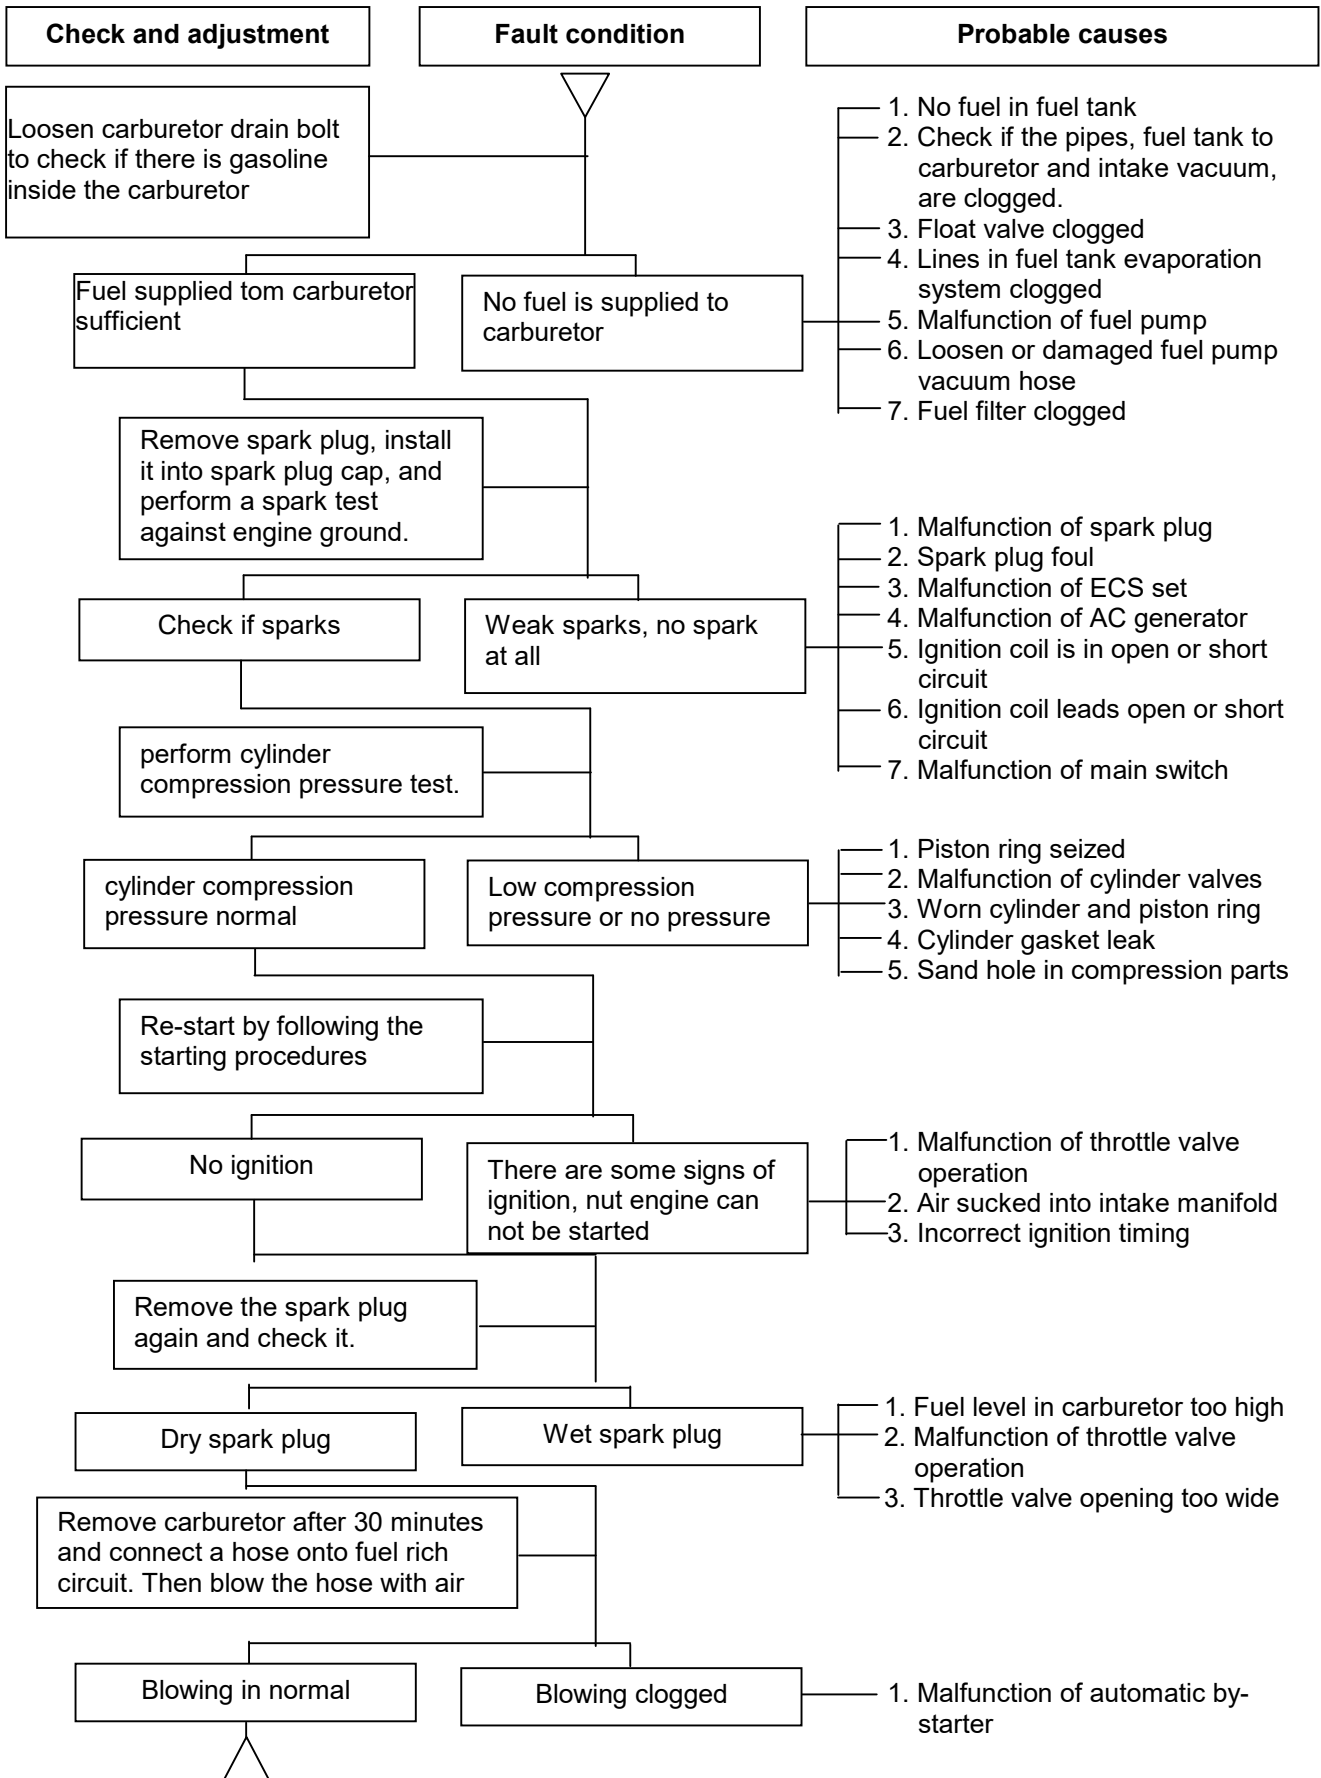 Check and adjustment
Fault condition
Probable causes
Loosen carburetor drain bolt
to check if there is gasoline
inside the carburetor
1. No fuel in fuel tank
2. Check if the pipes, fuel tank to
carburetor and intake vacuum,
are clogged.
3. Float valve clogged
4. Lines in fuel tank evaporation
system clogged
5. Malfunction of fuel pump
6. Loosen or damaged fuel pump
vacuum hose
7. Fuel filter clogged
Fuel supplied tom carburetor
sufficient
No fuel is supplied to
carburetor
Remove spark plug, install
it into spark plug cap, and
perform a spark test
against engine ground.
1. Malfunction of spark plug
2. Spark plug foul
3. Malfunction of ECS set
4. Malfunction of AC generator
5. Ignition coil is in open or short
circuit
6. Ignition coil leads open or short
circuit
7. Malfunction of main switch
Check if sparks
Weak sparks, no spark
at all
perform cylinder
compression pressure test.
cylinder compression
pressure normal
Low compression
pressure or no pressure
1. Piston ring seized
2. Malfunction of cylinder valves
3. Worn cylinder and piston ring
4. Cylinder gasket leak
5. Sand hole in compression parts
Re-start by following the
starting procedures
No ignition
There are some signs of
ignition, nut engine can
not be started
1. Malfunction of throttle valve
operation
2. Air sucked into intake manifold
3. Incorrect ignition timing
Remove the spark plug
again and check it.
Dry spark plug
Wet spark plug
1. Fuel level in carburetor too high
2. Malfunction of throttle valve
operation
3. Throttle valve opening too wide
Remove carburetor after 30 minutes
and connect a hose onto fuel rich
circuit. Then blow the hose with air
Blowing in normal
Blowing clogged
1. Malfunction of automatic by-
starter